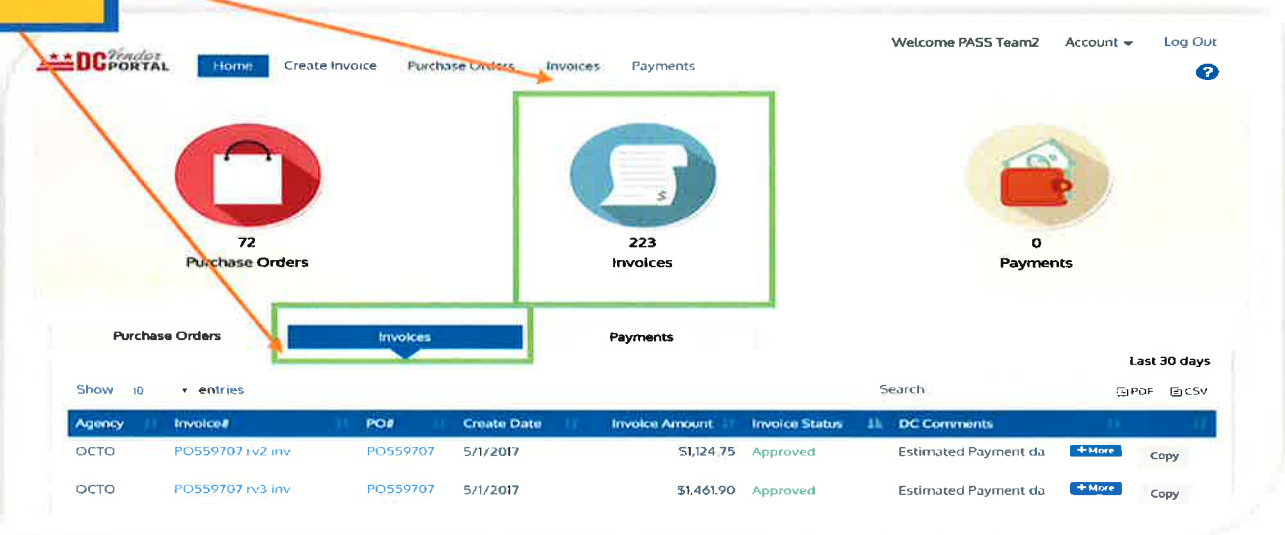 Welcome PASS Team2 Account Log Out
DC Vendor PORTAL Home Create Invoice Purchase Orders Invoices Payments ?
$
72 223 0
Purchase Orders Invoices Payments
Purchase Orders Invoices Payments
Last 30 days
Show 10 entries Search PDF CSV
Agency Invoice# PO# Create Date Invoice Amount Invoice Status DC Comments
OCTO PO559707 rv2 inv PO559707 5/1/2017 $1,124.75 Approved Estimated Payment da +More Copy
OCTO PO559707 rv3 inv PO559707 5/1/2017 $1,461.90 Approved Estimated Payment da +More Copy